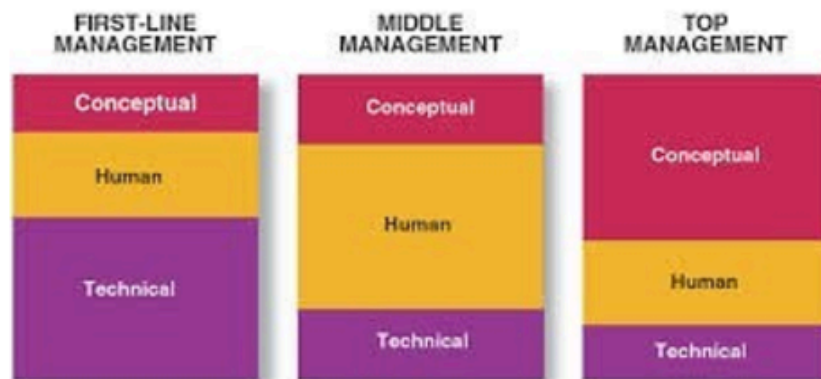 FIRST-LINE
MANAGEMENT
Conceptual
Human
Technical
MIDDLE
MANAGEMENT
Conceptual
Human
Technical
TOP
MANAGEMENT
Conceptual
Human
Technical